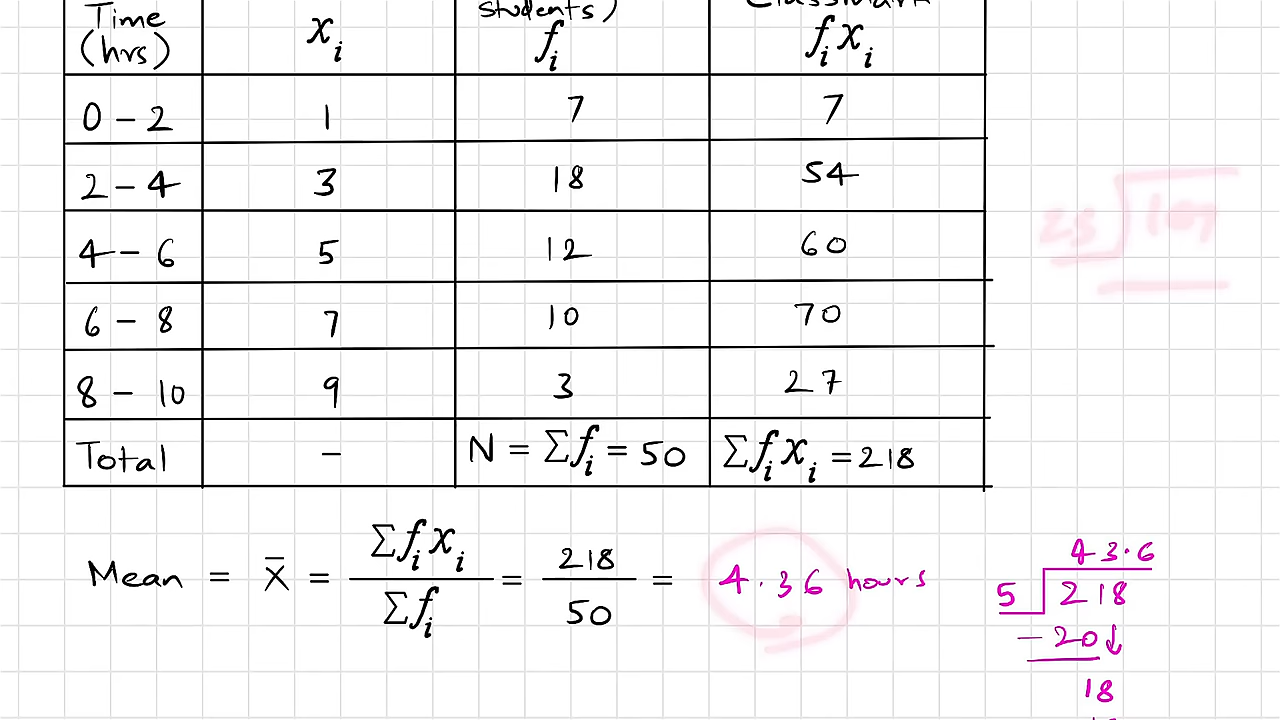 Time students)
(hrs) xᵢ fᵢ fᵢxᵢ
0 – 2 1 7 7
2 – 4 3 18 54
4 – 6 5 12 60
6 – 8 7 10 70
8 – 10 9 3 27
Total – N = Σfᵢ = 50 Σfᵢxᵢ = 218
Mean = x̄ = Σfᵢxᵢ / Σfᵢ = 218 / 50 = 4.36 hours
43.6
5 218
– 20↓
18